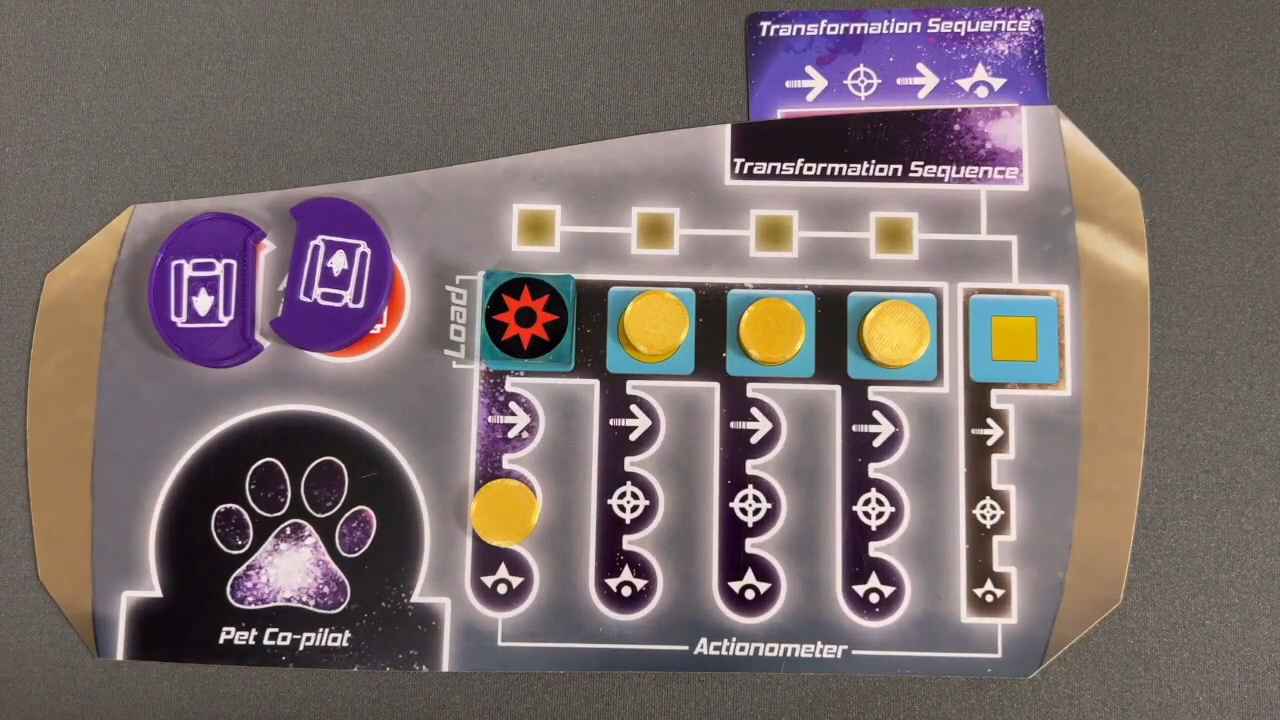 Transformation Sequence
Transformation Sequence
Load
Pet Co-pilot
Actionometer